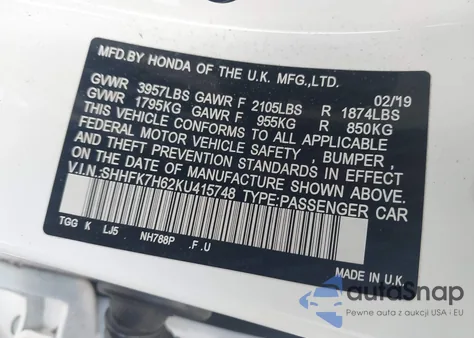 MFD.BY HONDA OF THE U.K. MFG.,LTD.
02/'19
GVWR 3957LBS GAWR F 2105LBS R 1874LBS
GVWR 1795KG GAWR F 955KG R 850KG
THIS VEHICLE CONFORMS TO ALL APPLICABLE
FEDERAL MOTOR VEHICLE SAFETY , BUMPER ,
AND THEFT PREVENTION STANDARDS IN EFFECT
ON THE DATE OF MANUFACTURE SHOWN ABOVE.
V.I.N.:SHHFK7H62KU415748 TYPE:PASSENGER CAR
TGG K LJ5 NH788P .F.U
MADE IN U.K.
autoSnap
Pewne auta z aukcji USA i EU